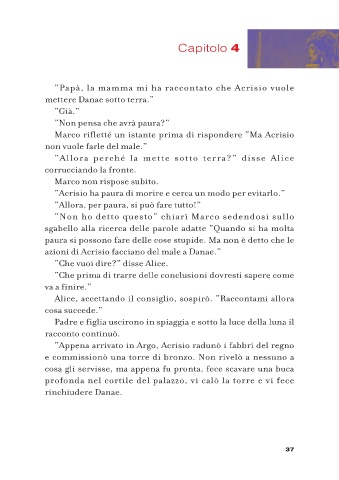 Capitolo 4
"Papà, la mamma mi ha raccontato che Acrisio vuole
mettere Danae sotto terra."
"Già."
"Non pensa che avrà paura?"
Marco rifletté un istante prima di rispondere "Ma Acrisio
non vuole farle del male."
"Allora perché la mette sotto terra?" disse Alice
corrucciando la fronte.
Marco non rispose subito.
"Acrisio ha paura di morire e cerca un modo per evitarlo."
"Allora, per paura, si può fare tutto!"
"Non ho detto questo" chiarì Marco sedendosi sullo
sgabello alla ricerca delle parole adatte "Quando si ha molta
paura si possono fare delle cose stupide. Ma non è detto che le
azioni di Acrisio facciano del male a Danae."
"Che vuoi dire?" disse Alice.
"Che prima di trarre delle conclusioni dovresti sapere come
va a finire."
Alice, accettando il consiglio, sospirò. "Raccontami allora
cosa succede."
Padre e figlia uscirono in spiaggia e sotto la luce della luna il
racconto continuò.
"Appena arrivato in Argo, Acrisio radunò i fabbri del regno
e commissionò una torre di bronzo. Non rivelò a nessuno a
cosa gli servisse, ma appena fu pronta, fece scavare una buca
profonda nel cortile del palazzo, vi calò la torre e vi fece
rinchiudere Danae.
37